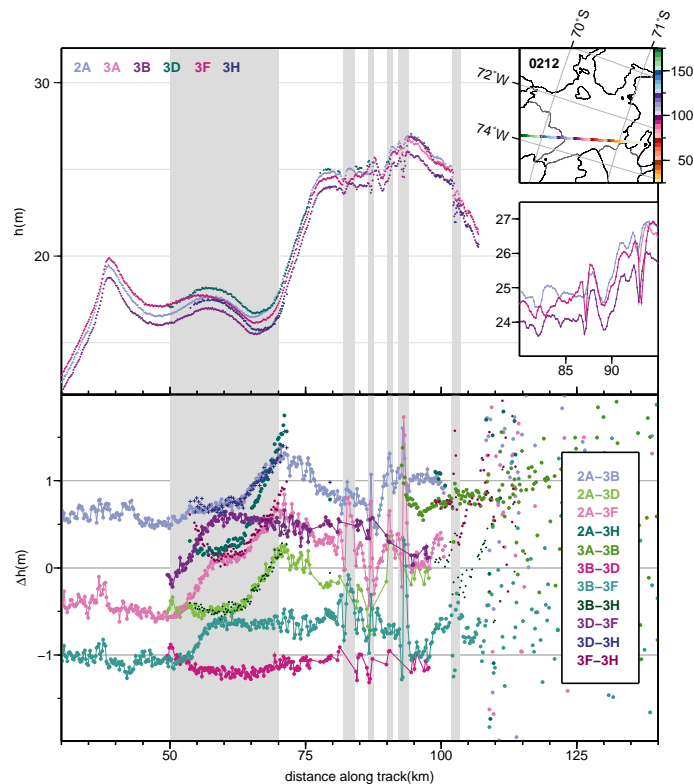 70°S
71°S
2A 3A 3B 3D 3F 3H
0212
72°W
74°W
150
100
50
30
20
h(m)
27
26
25
24
85 90
1
0
−1
Δh(m)
2A−3B
2A−3D
2A−3F
2A−3H
3A−3B
3B−3D
3B−3F
3B−3H
3D−3F
3D−3H
3F−3H
50 75 100 125
distance along track(km)